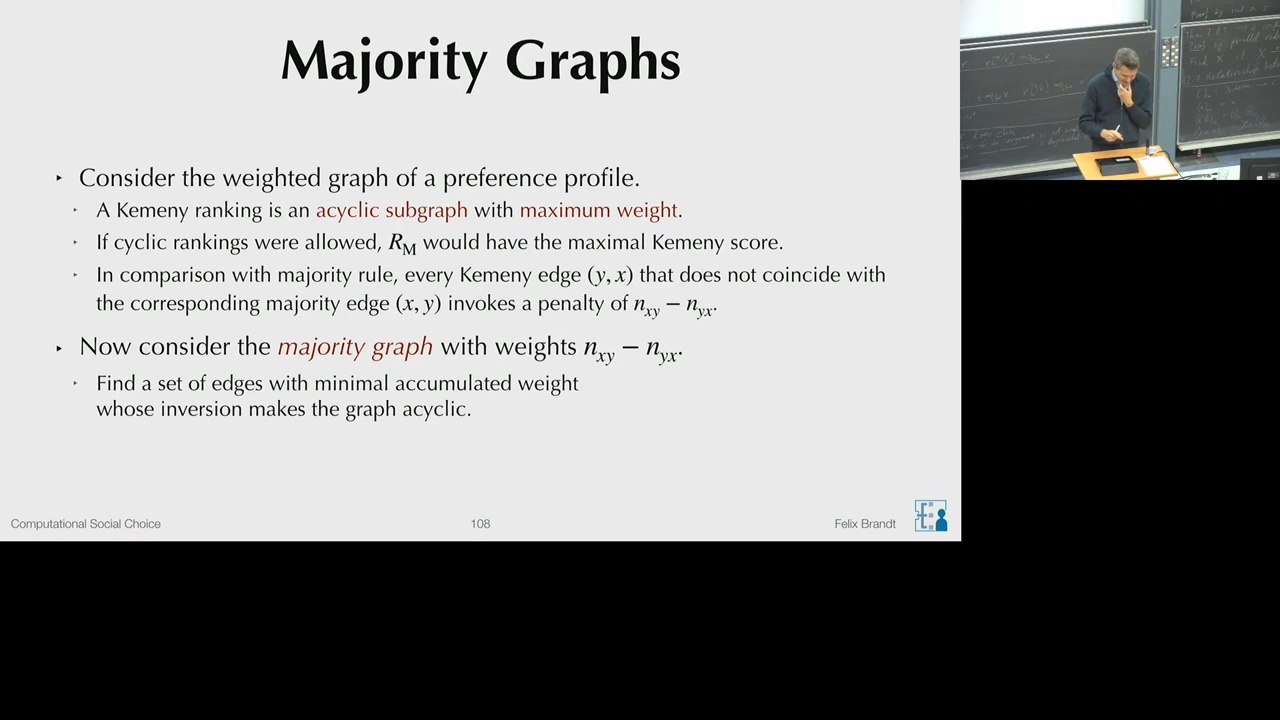 Majority Graphs
‣ Consider the weighted graph of a preference profile.
‣ A Kemeny ranking is an acyclic subgraph with maximum weight.
‣ If cyclic rankings were allowed, R_M would have the maximal Kemeny score.
‣ In comparison with majority rule, every Kemeny edge (y, x) that does not coincide with
the corresponding majority edge (x, y) invokes a penalty of n_xy − n_yx.
‣ Now consider the majority graph with weights n_xy − n_yx.
‣ Find a set of edges with minimal accumulated weight
whose inversion makes the graph acyclic.
Computational Social Choice
108
Felix Brandt